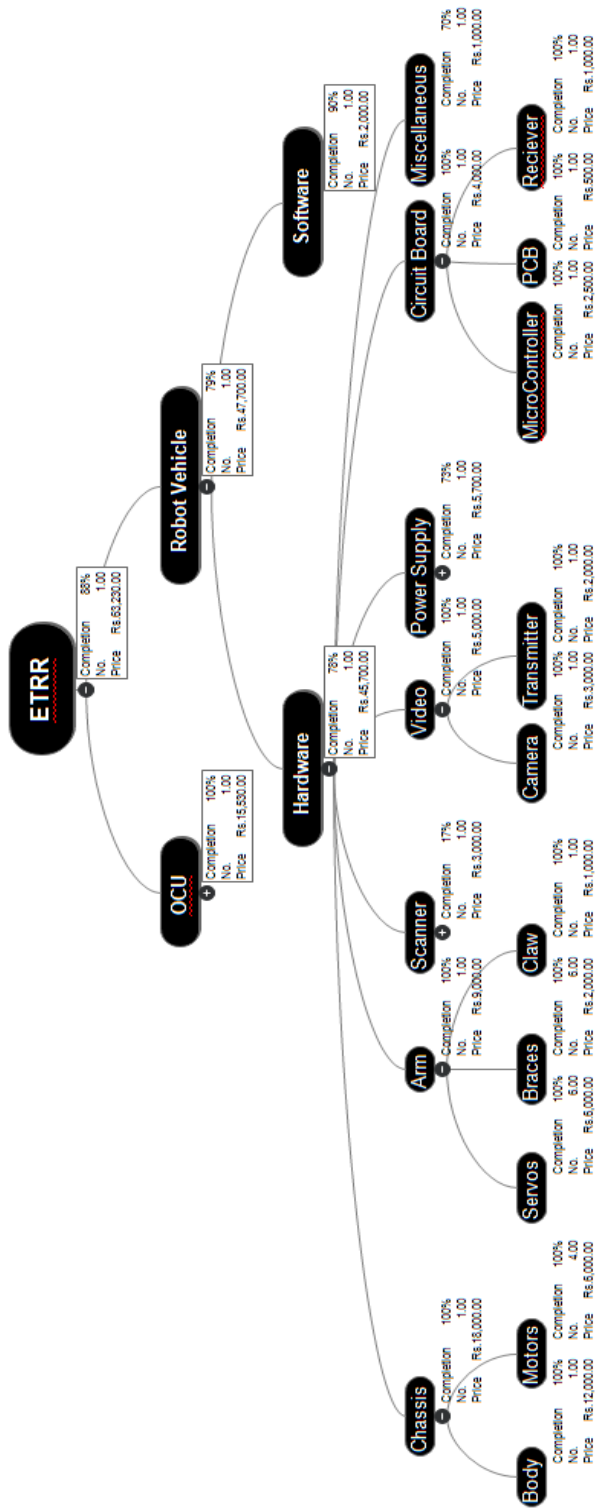 ETRR
Completion 88%
No. 1.00
Price Rs.63,230.00
OCU
Completion 100%
No. 1.00
Price Rs.15,530.00
Robot Vehicle
Completion 79%
No. 1.00
Price Rs.47,700.00
Hardware
Completion 78%
No. 1.00
Price Rs.45,700.00
Software
Completion 90%
No. 1.00
Price Rs.2,000.00
Chassis
Completion 100%
No. 1.00
Price Rs.18,000.00
Arm
Completion 100%
No. 1.00
Price Rs.9,000.00
Scanner
Completion 17%
No. 1.00
Price Rs.3,000.00
Video
Completion 100%
No. 1.00
Price Rs.5,000.00
Power Supply
Completion 73%
No. 1.00
Price Rs.5,700.00
Circuit Board
Completion 100%
No. 1.00
Price Rs.4,000.00
Miscellaneous
Completion 70%
No. 1.00
Price Rs.1,000.00
Body
Completion 100%
No. 1.00
Price Rs.12,000.00
Motors
Completion 100%
No. 4.00
Price Rs.6,000.00
Servos
Completion 100%
No. 6.00
Price Rs.6,000.00
Braces
Completion 100%
No. 6.00
Price Rs.2,000.00
Claw
Completion 100%
No. 1.00
Price Rs.1,000.00
Camera
Completion 100%
No. 1.00
Price Rs.3,000.00
Transmitter
Completion 100%
No. 1.00
Price Rs.2,000.00
MicroController
Completion 100%
No. 1.00
Price Rs.2,500.00
PCB
Completion 100%
No. 1.00
Price Rs.500.00
Reciever
Completion 100%
No. 1.00
Price Rs.1,000.00